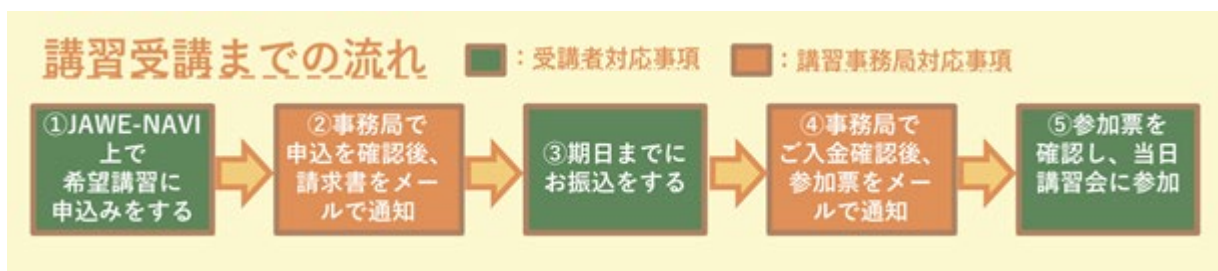 講習受講までの流れ
：受講者対応事項
：講習事務局対応事項
①JAWE-NAVI
上で
希望講習に
申込みをする
②事務局で
申込を確認後、
請求書をメー
ルで通知
③期日までに
お振込をする
④事務局で
ご入金確認後、
参加票をメー
ルで通知
⑤参加票を
確認し、当日
講習会に参加